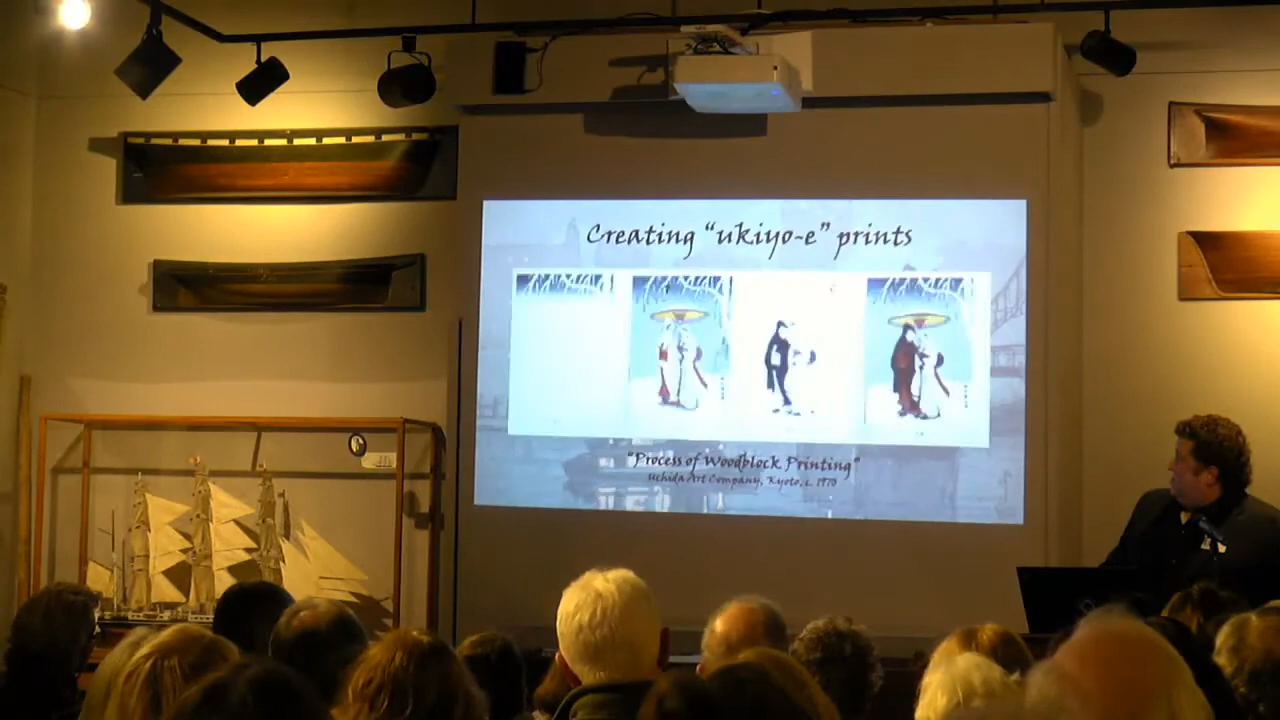 Creating “ukiyo-e” prints
“Process of Woodblock Printing”
Uchida Art Company, Kyoto, c. 1970